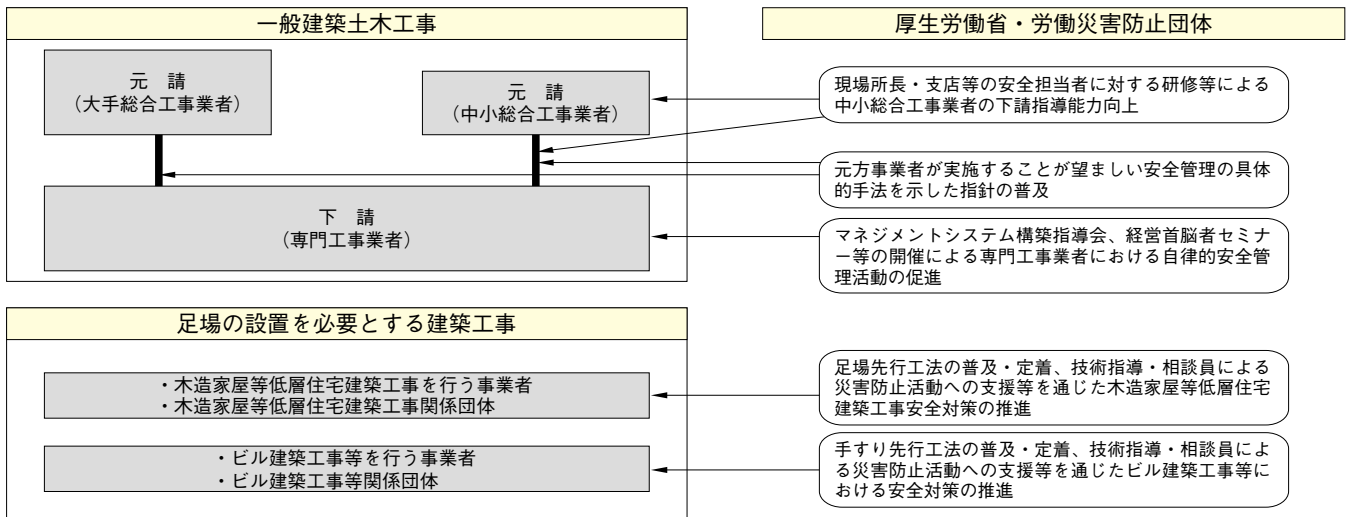 一般建築土木工事
元　請
（大手総合工事業者）
元　請
（中小総合工事業者）
下　請
（専門工事業者）
厚生労働省・労働災害防止団体
現場所長・支店等の安全担当者に対する研修等による
中小総合工事業者の下請指導能力向上
元方事業者が実施することが望ましい安全管理の具体
的手法を示した指針の普及
マネジメントシステム構築指導会、経営首脳者セミナ
ー等の開催による専門工事業者における自律的安全管
理活動の促進
足場の設置を必要とする建築工事
・木造家屋等低層住宅建築工事を行う事業者
・木造家屋等低層住宅建築工事関係団体
・ビル建築工事等を行う事業者
・ビル建築工事等関係団体
足場先行工法の普及・定着、技術指導・相談員による
災害防止活動への支援等を通じた木造家屋等低層住宅
建築工事安全対策の推進
手すり先行工法の普及・定着、技術指導・相談員によ
る災害防止活動への支援等を通じたビル建築工事等に
おける安全対策の推進